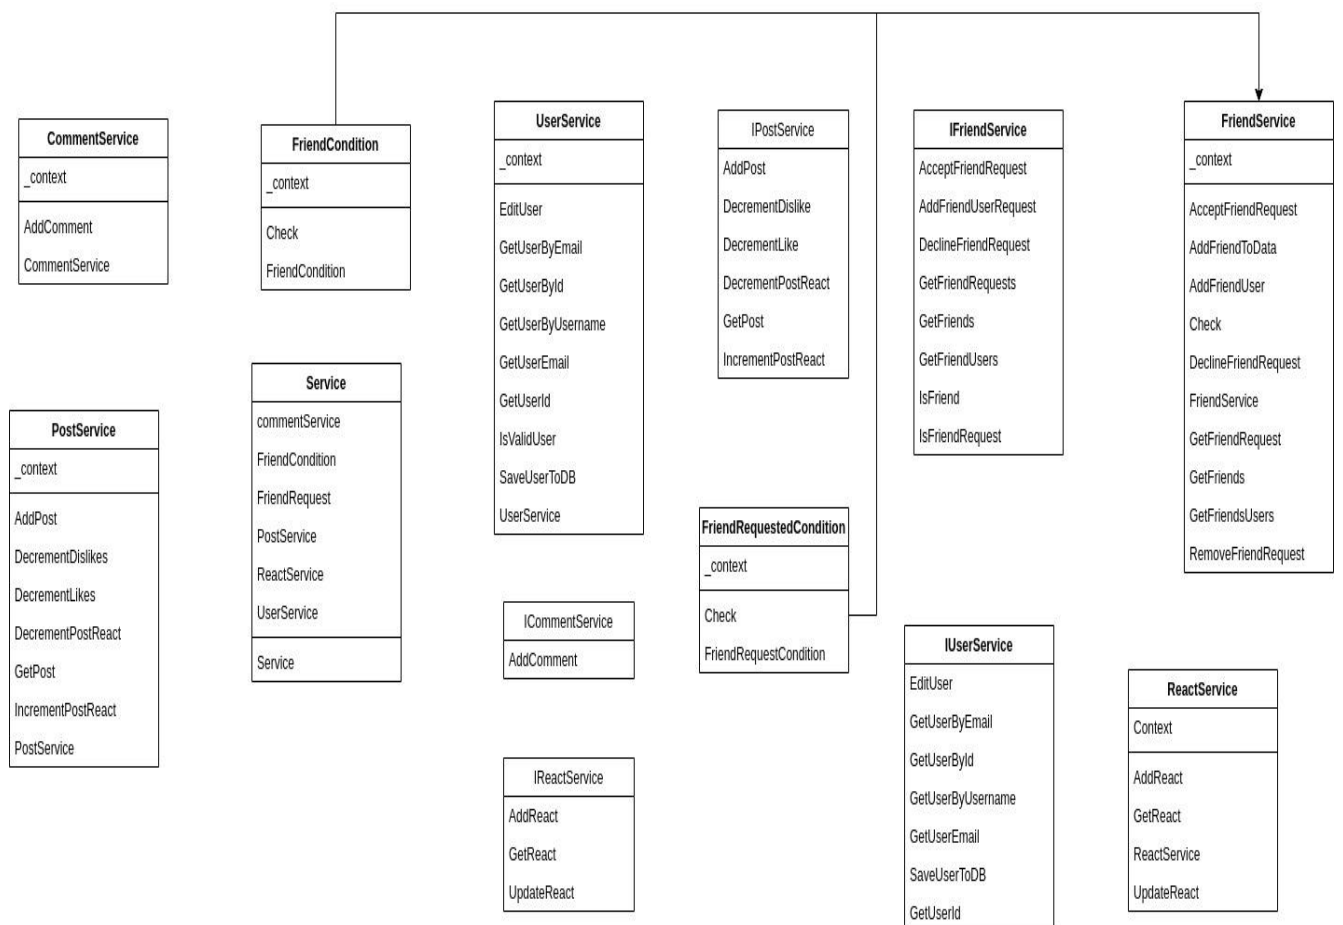 CommentService
_context
AddComment
CommentService
FriendCondition
_context
Check
FriendCondition
UserService
_context
EditUser
GetUserByEmail
GetUserById
GetUserByUsername
GetUserEmail
GetUserId
IsValidUser
SaveUserToDB
UserService
IPostService
AddPost
DecrementDislike
DecrementLike
DecrementPostReact
GetPost
IncrementPostReact
IFriendService
AcceptFriendRequest
AddFriendUserRequest
DeclineFriendRequest
GetFriendRequests
GetFriends
GetFriendUsers
IsFriend
IsFriendRequest
FriendService
_context
AcceptFriendRequest
AddFriendToData
AddFriendUser
Check
DeclineFriendRequest
FriendService
GetFriendRequest
GetFriends
GetFriendsUsers
RemoveFriendRequest
PostService
_context
AddPost
DecrementDislikes
DecrementLikes
DecrementPostReact
GetPost
IncrementPostReact
PostService
Service
commentService
FriendCondition
FriendRequest
PostService
ReactService
UserService
Service
ICommentService
AddComment
FriendRequestedCondition
_context
Check
FriendRequestCondition
IReactService
AddReact
GetReact
UpdateReact
IUserService
EditUser
GetUserByEmail
GetUserById
GetUserByUsername
GetUserEmail
SaveUserToDB
GetUserId
ReactService
Context
AddReact
GetReact
ReactService
UpdateReact